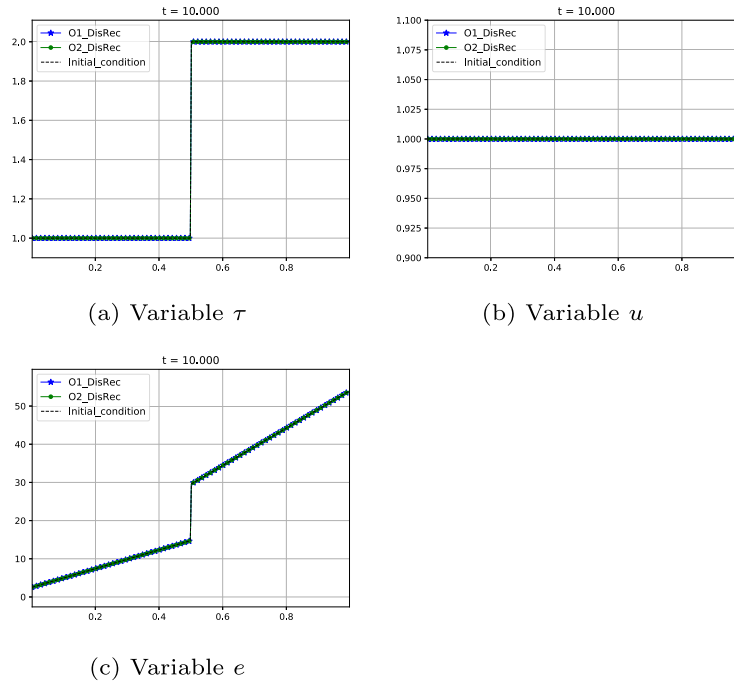 t = 10.000
O1_DisRec
O2_DisRec
Initial_condition
2.0
1.8
1.6
1.4
1.2
1.0
0.2 0.4 0.6 0.8
(a) Variable τ
t = 10.000
O1_DisRec
O2_DisRec
Initial_condition
1.100
1.075
1.050
1.025
1.000
0.975
0.950
0.925
0.900
0.2 0.4 0.6 0.8
(b) Variable u
t = 10.000
O1_DisRec
O2_DisRec
Initial_condition
50
40
30
20
10
0
0.2 0.4 0.6 0.8
(c) Variable e